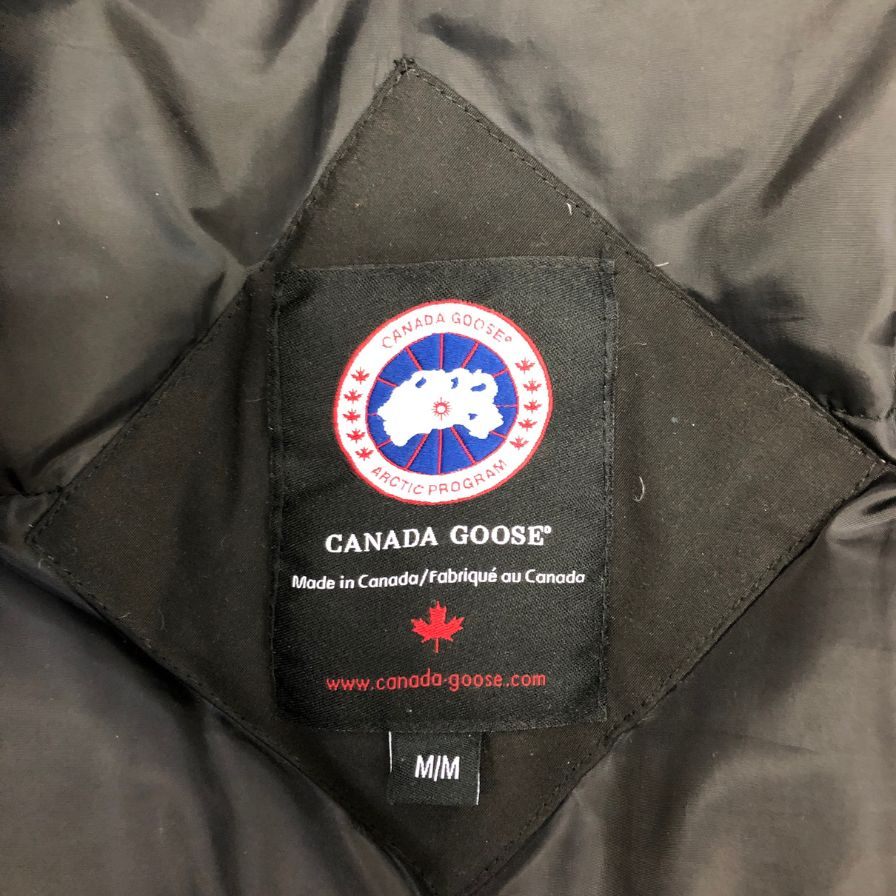 CANADA GOOSE®
ARCTIC PROGRAM
CANADA GOOSE®
Made in Canada/Fabriqué au Canada
www.canada-goose.com
M/M